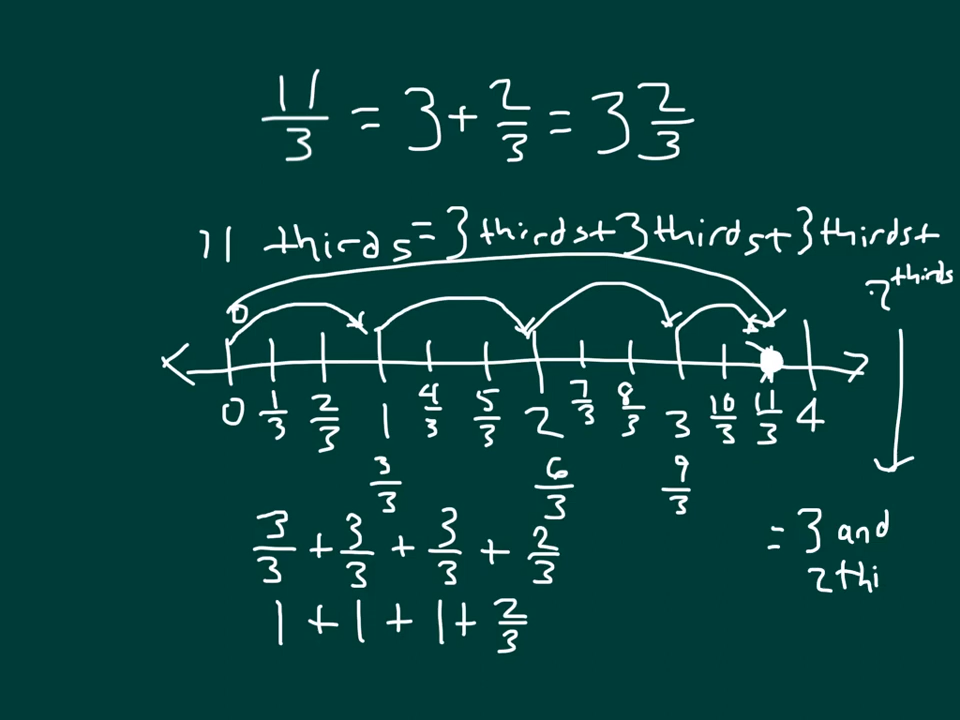 11/3 = 3 + 2/3 = 3 2/3
11 thirds = 3 thirds + 3 thirds + 3 thirds +
2 thirds
0
0 1/3 2/3 1 4/3 5/3 2 7/3 8/3 3 10/3 11/3 4
3/3 6/3 9/3
3/3 + 3/3 + 3/3 + 2/3
= 3 and
2 thi
1 + 1 + 1 + 2/3